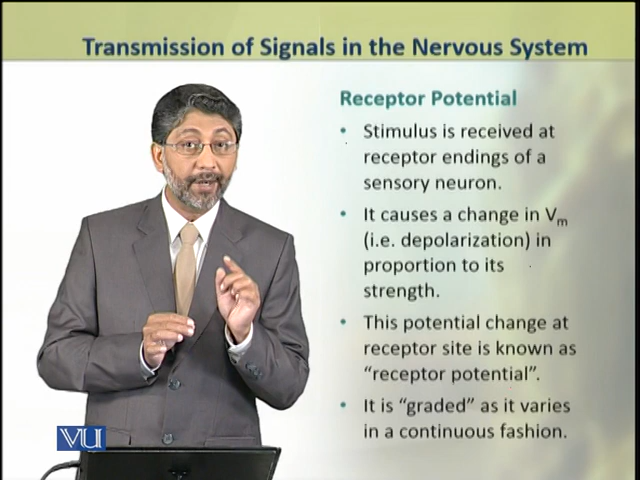 Transmission of Signals in the Nervous System
Receptor Potential
• Stimulus is received at
receptor endings of a
sensory neuron.
• It causes a change in Vm
(i.e. depolarization) in
proportion to its
strength.
• This potential change at
receptor site is known as
“receptor potential”.
• It is “graded” as it varies
in a continuous fashion.
VU